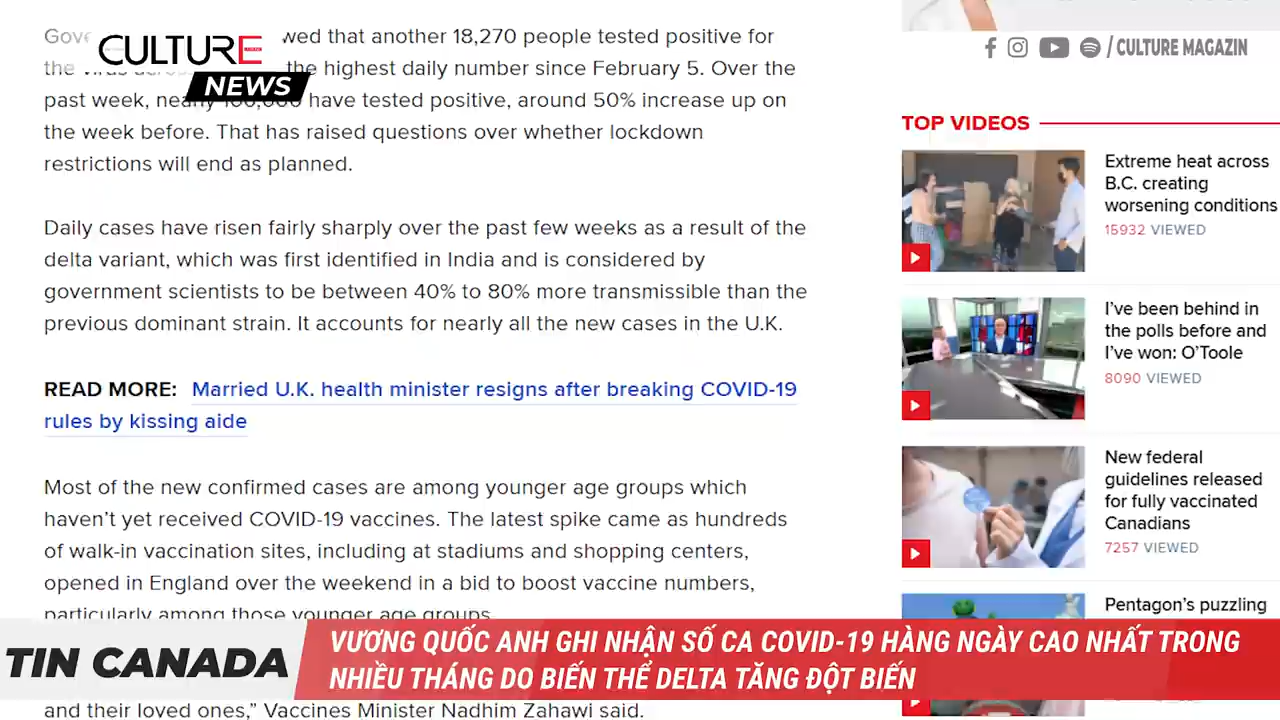 CULTURE
NEWS
wed that another 18,270 people tested positive for
the highest daily number since February 5. Over the
past week, nearly 100,000 have tested positive, around 50% increase up on
the week before. That has raised questions over whether lockdown
restrictions will end as planned.
Daily cases have risen fairly sharply over the past few weeks as a result of the
delta variant, which was first identified in India and is considered by
government scientists to be between 40% to 80% more transmissible than the
previous dominant strain. It accounts for nearly all the new cases in the U.K.
READ MORE: Married U.K. health minister resigns after breaking COVID-19
rules by kissing aide
Most of the new confirmed cases are among younger age groups which
haven’t yet received COVID-19 vaccines. The latest spike came as hundreds
of walk-in vaccination sites, including at stadiums and shopping centers,
opened in England over the weekend in a bid to boost vaccine numbers,
particularly among those younger age groups.
and their loved ones,” Vaccines Minister Nadhim Zahawi said.
/ CULTURE MAGAZIN
TOP VIDEOS
Extreme heat across
B.C. creating
worsening conditions
15932 VIEWED
I’ve been behind in
the polls before and
I’ve won: O’Toole
8090 VIEWED
New federal
guidelines released
for fully vaccinated
Canadians
7257 VIEWED
Pentagon’s puzzling
TIN CANADA
VƯƠNG QUỐC ANH GHI NHẬN SỐ CA COVID-19 HÀNG NGÀY CAO NHẤT TRONG
NHIỀU THÁNG DO BIẾN THỂ DELTA TĂNG ĐỘT BIẾN